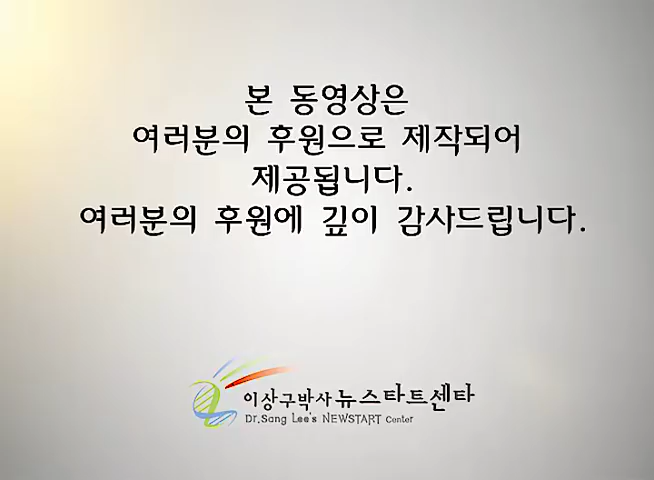 본 동영상은
여러분의 후원으로 제작되어
제공됩니다.
여러분의 후원에 깊이 감사드립니다.
이상구박사 뉴스타트센타
Dr.Sang Lee's NEWSTART Center